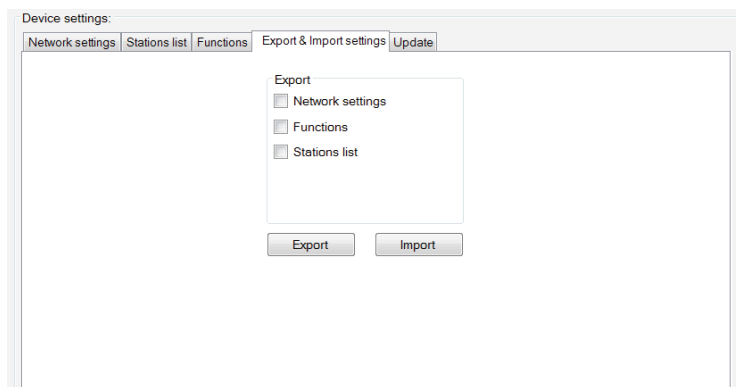 Device settings:
Network settings Stations list Functions Export & Import settings Update
Export
Network settings
Functions
Stations list
Export Import